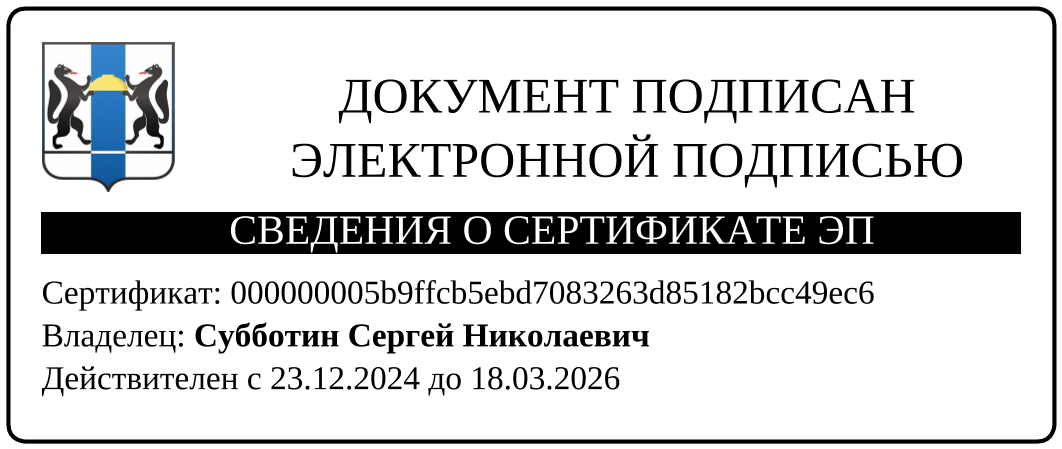 ДОКУМЕНТ ПОДПИСАН
ЭЛЕКТРОННОЙ ПОДПИСЬЮ
СВЕДЕНИЯ О СЕРТИФИКАТЕ ЭП
Сертификат: 000000005b9ffcb5ebd7083263d85182bcc49ec6
Владелец: Субботин Сергей Николаевич
Действителен с 23.12.2024 до 18.03.2026